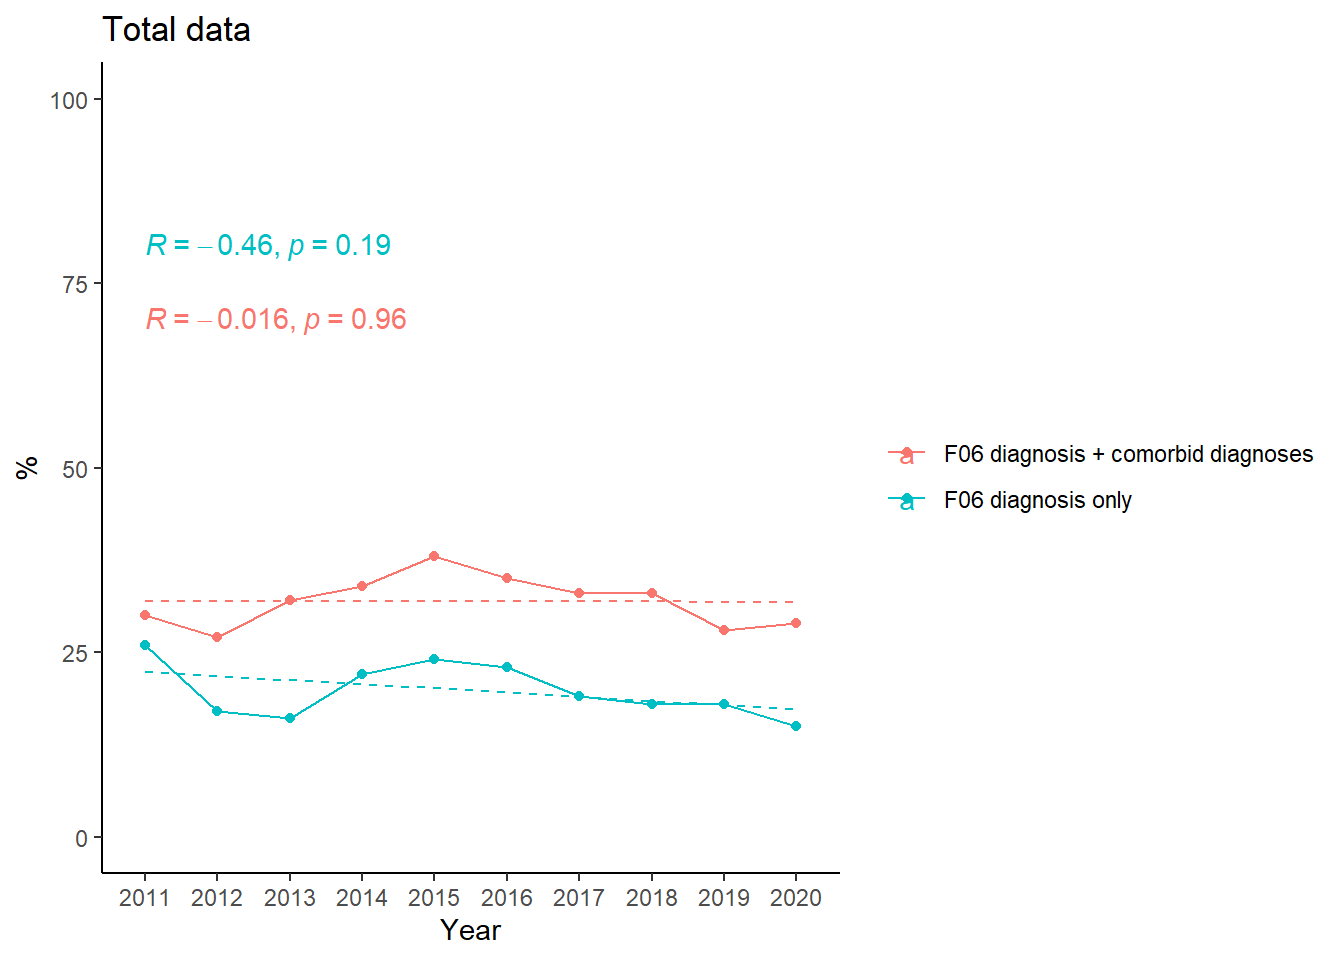 Total data
100
75
50
25
0
%
R = −0.46, p = 0.19
R = −0.016, p = 0.96
a F06 diagnosis + comorbid diagnoses
a F06 diagnosis only
2011 2012 2013 2014 2015 2016 2017 2018 2019 2020
Year